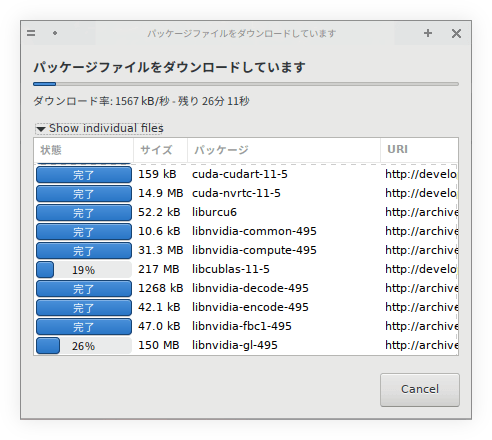 パッケージファイルをダウンロードしています
パッケージファイルをダウンロードしています
ダウンロード率: 1567 kB/秒 - 残り 26分 11秒
Show individual files
状態 サイズ パッケージ URI
完了 159 kB cuda-cudart-11-5 http://develo
完了 14.9 MB cuda-nvrtc-11-5 http://develo
完了 52.2 kB liburcu6 http://archive
完了 10.6 kB libnvidia-common-495 http://archive
完了 31.3 MB libnvidia-compute-495 http://archive
19% 217 MB libcublas-11-5 http://develo
完了 1268 kB libnvidia-decode-495 http://archive
完了 42.1 kB libnvidia-encode-495 http://archive
完了 47.0 kB libnvidia-fbc1-495 http://archive
26% 150 MB libnvidia-gl-495 http://archive
Cancel